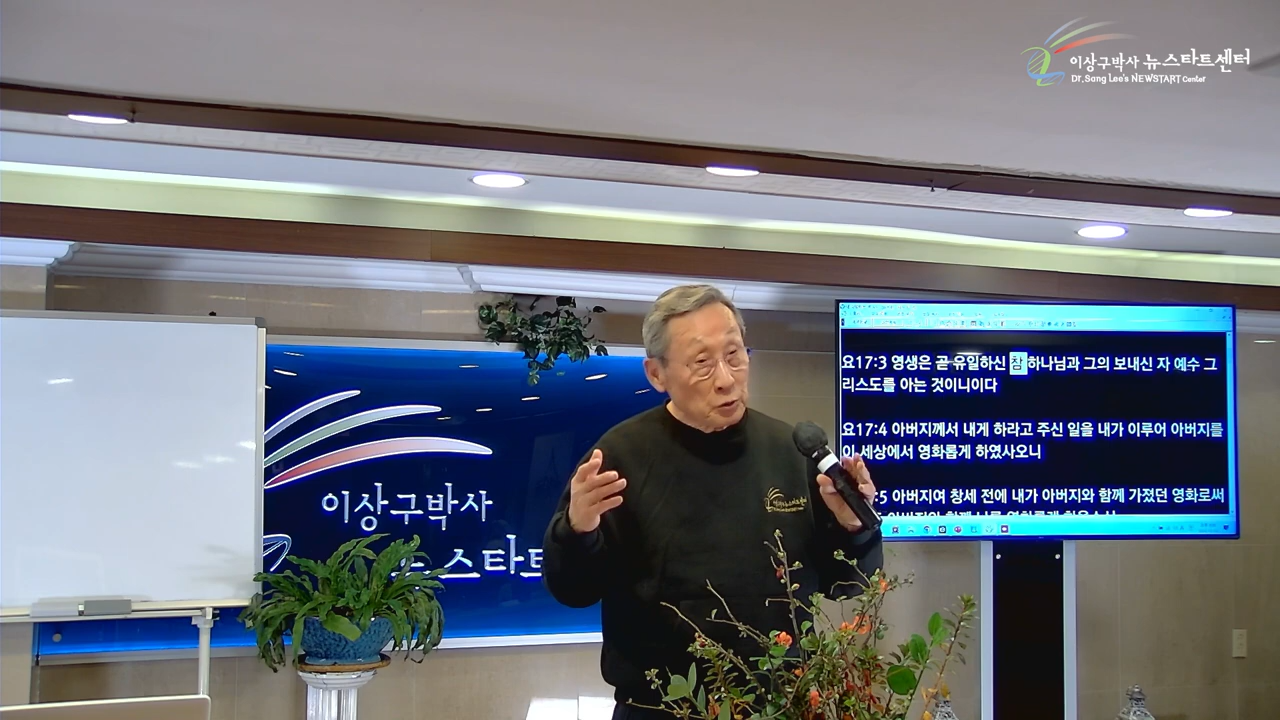 이상구박사 뉴스타트센터
Dr. Sang Lee's NEWSTART Center
이상구박사
스타트
요17:3 영생은 곧 유일하신 참 하나님과 그의 보내신 자 예수 그
리스도를 아는 것이니이다
요17:4 아버지께서 내게 하라고 주신 일을 내가 이루어 아버지를
이 세상에서 영화롭게 하였사오니
:5 아버지여 창세 전에 내가 아버지와 함께 가졌던 영화로써